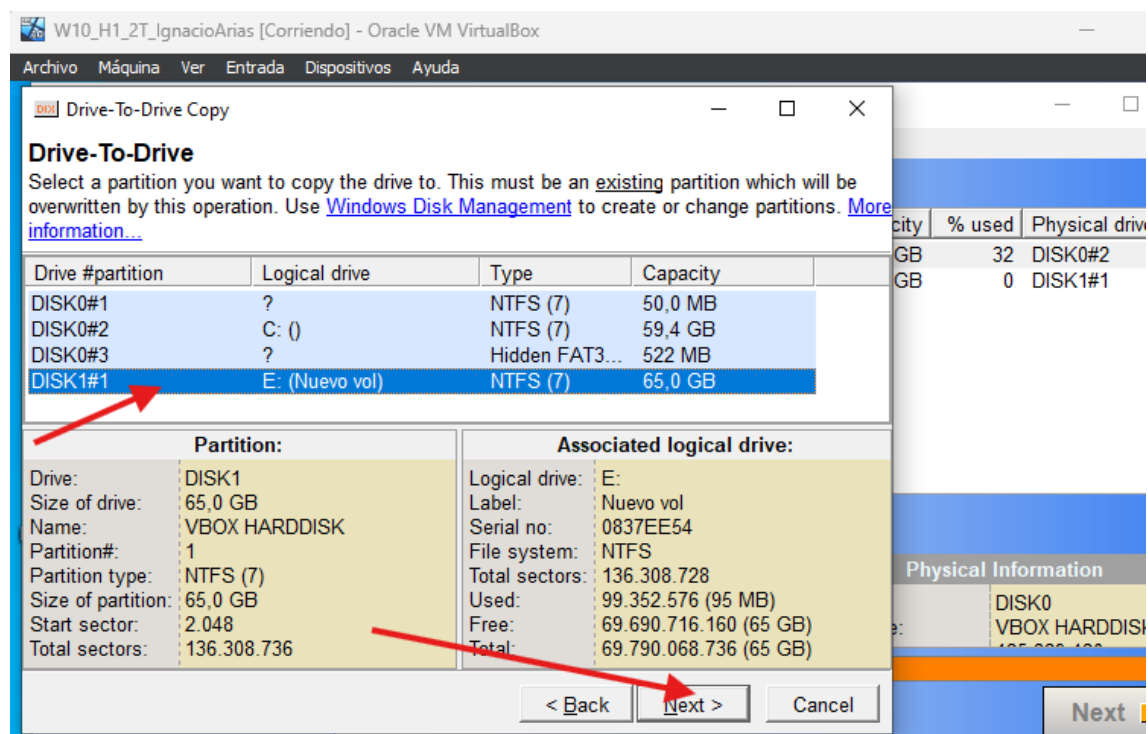 W10_H1_2T_IgnacioArias [Corriendo] - Oracle VM VirtualBox
Archivo Máquina Ver Entrada Dispositivos Ayuda
DIX Drive-To-Drive Copy
Drive-To-Drive
Select a partition you want to copy the drive to. This must be an existing partition which will be
overwritten by this operation. Use Windows Disk Management to create or change partitions. More
information...
Drive #partition Logical drive Type Capacity
DISK0#1 ? NTFS (7) 50,0 MB
DISK0#2 C: () NTFS (7) 59,4 GB
DISK0#3 ? Hidden FAT3... 522 MB
DISK1#1 E: (Nuevo vol) NTFS (7) 65,0 GB
Partition:
Drive: DISK1
Size of drive: 65,0 GB
Name: VBOX HARDDISK
Partition#: 1
Partition type: NTFS (7)
Size of partition: 65,0 GB
Start sector: 2.048
Total sectors: 136.308.736
Associated logical drive:
Logical drive: E:
Label: Nuevo vol
Serial no: 0837EE54
File system: NTFS
Total sectors: 136.308.728
Used: 99.352.576 (95 MB)
Free: 69.690.716.160 (65 GB)
Total: 69.790.068.736 (65 GB)
< Back Next > Cancel
city % used Physical drive
GB 32 DISK0#2
GB 0 DISK1#1
Physical Information
DISK0
VBOX HARDDISK
Next